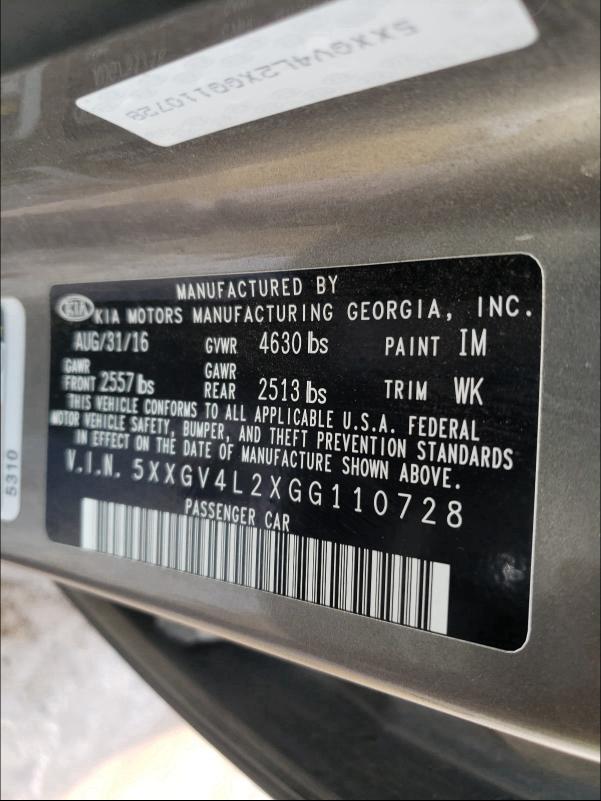 5XXGV4L2XGG110728
MANUFACTURED BY
KIA KIA MOTORS MANUFACTURING GEORGIA, INC.
AUG/31/16 GVWR 4630 lbs PAINT IM
GAWR FRONT 2557 lbs GAWR REAR 2513 lbs TRIM WK
THIS VEHICLE CONFORMS TO ALL APPLICABLE U.S.A. FEDERAL
MOTOR VEHICLE SAFETY, BUMPER, AND THEFT PREVENTION STANDARDS
IN EFFECT ON THE DATE OF MANUFACTURE SHOWN ABOVE.
V.I.N. 5XXGV4L2XGG110728
PASSENGER CAR
5310